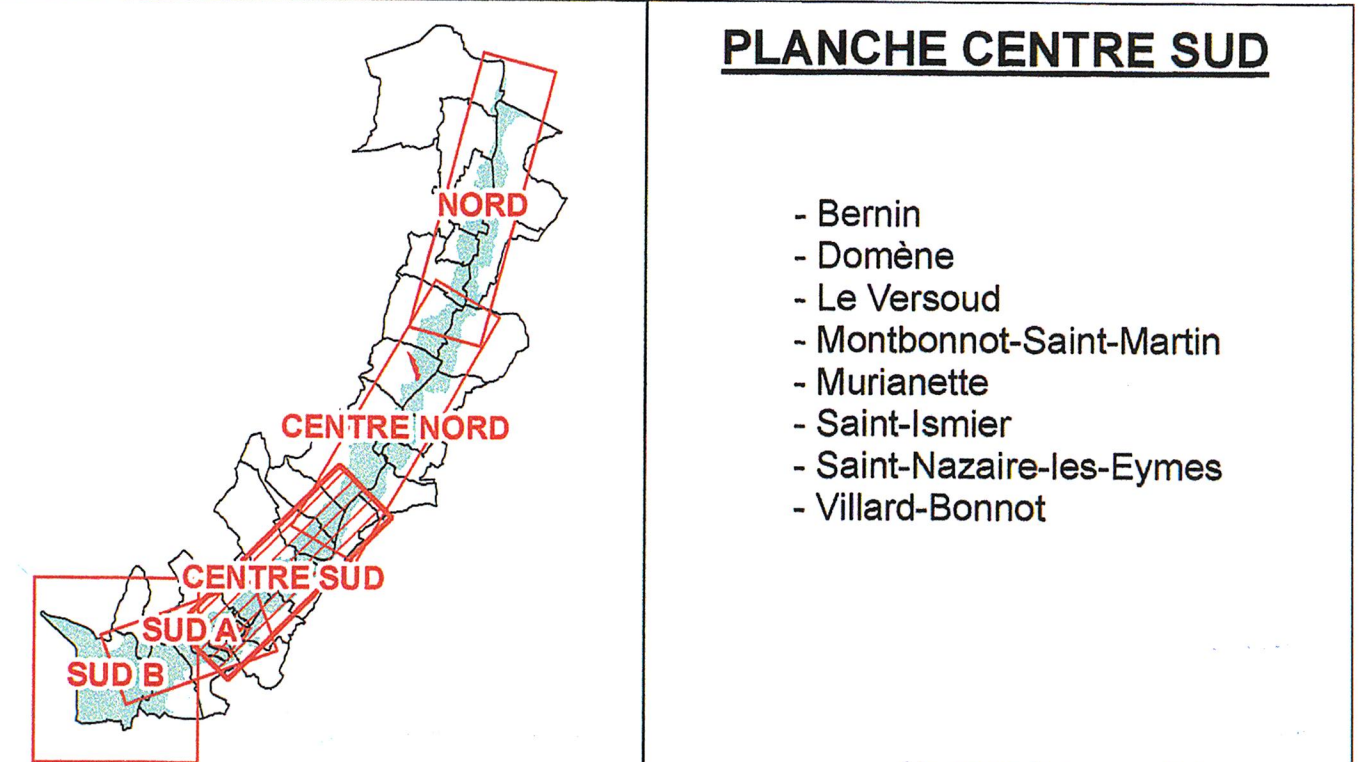 NORD
CENTRE NORD
CENTRE SUD
SUD A
SUD B
PLANCHE CENTRE SUD
- Bernin
- Domène
- Le Versoud
- Montbonnot-Saint-Martin
- Murianette
- Saint-Ismier
- Saint-Nazaire-les-Eymes
- Villard-Bonnot